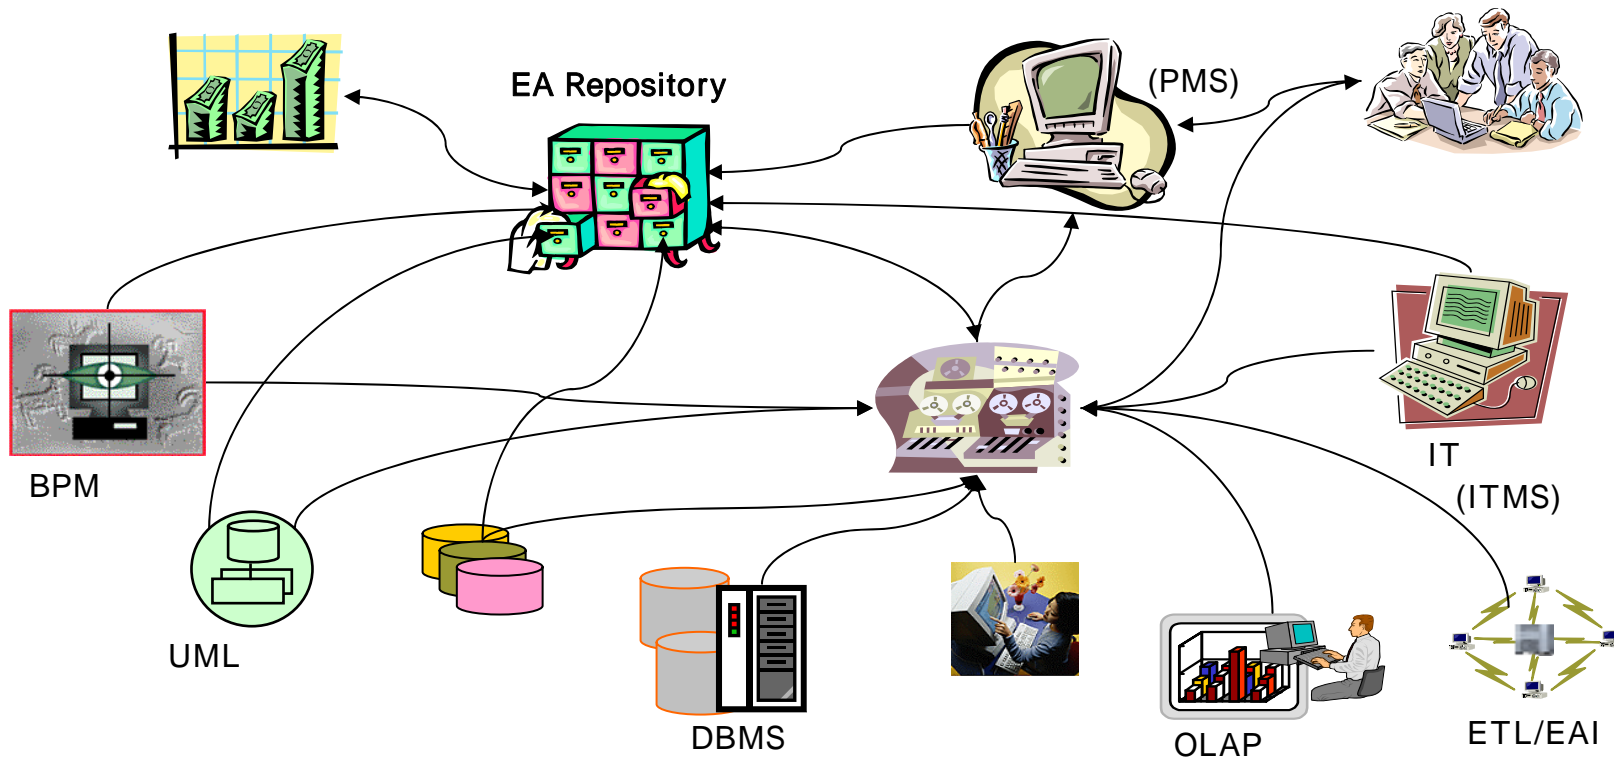 EA Repository
(PMS)
BPM
IT
(ITMS)
UML
DBMS
OLAP
ETL/EAI